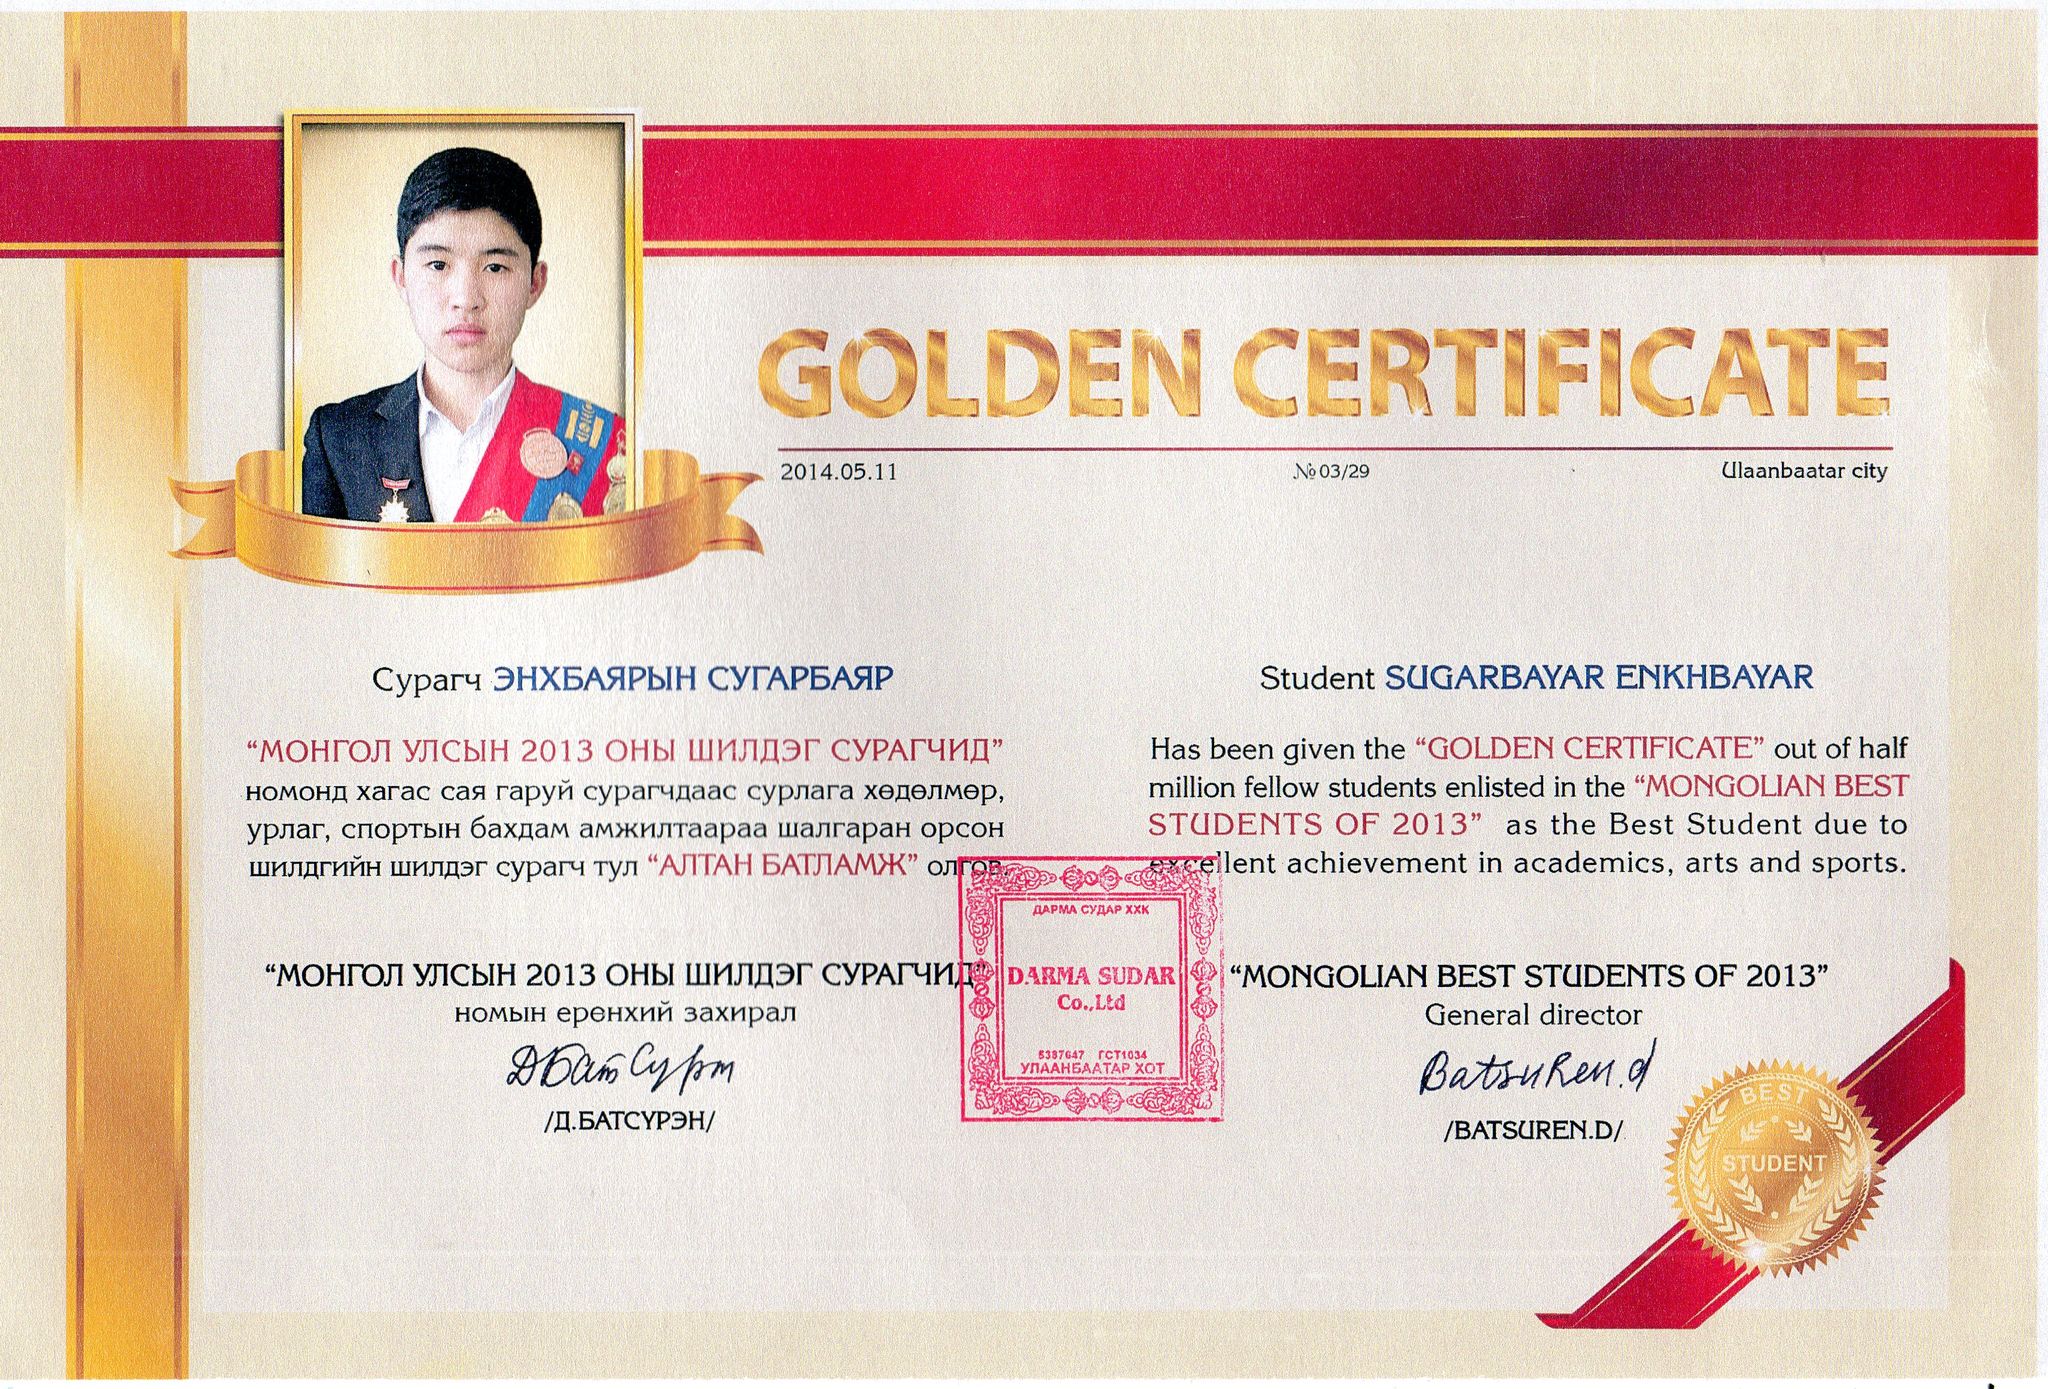 GOLDEN CERTIFICATE
2014.05.11 №03/29 Ulaanbaatar city
Сурагч ЭНХБАЯРЫН СУГАРБАЯР
“МОНГОЛ УЛСЫН 2013 ОНЫ ШИЛДЭГ СУРАГЧИД”
номонд хагас сая гаруй сурагчдаас сурлага хөдөлмөр,
урлаг, спортын бахдам амжилтаараа шалгаран орсон
шилдгийн шилдэг сурагч тул “АЛТАН БАТЛАМЖ” олгов.
“МОНГОЛ УЛСЫН 2013 ОНЫ ШИЛДЭГ СУРАГЧИД”
номын ерөнхий захирал
Д Батсүрэн
/Д.БАТСҮРЭН/
Student SUGARBAYAR ENKHBAYAR
Has been given the “GOLDEN CERTIFICATE” out of half
million fellow students enlisted in the “MONGOLIAN BEST
STUDENTS OF 2013” as the Best Student due to
excellent achievement in academics, arts and sports.
“MONGOLIAN BEST STUDENTS OF 2013”
General director
BatsuRen.d
/BATSUREN.D/
ДАРМА СУДАР ХХК
DARMA SUDAR
Co.,Ltd
5387647 ГСТ1034
УЛААНБААТАР ХОТ
BEST
STUDENT